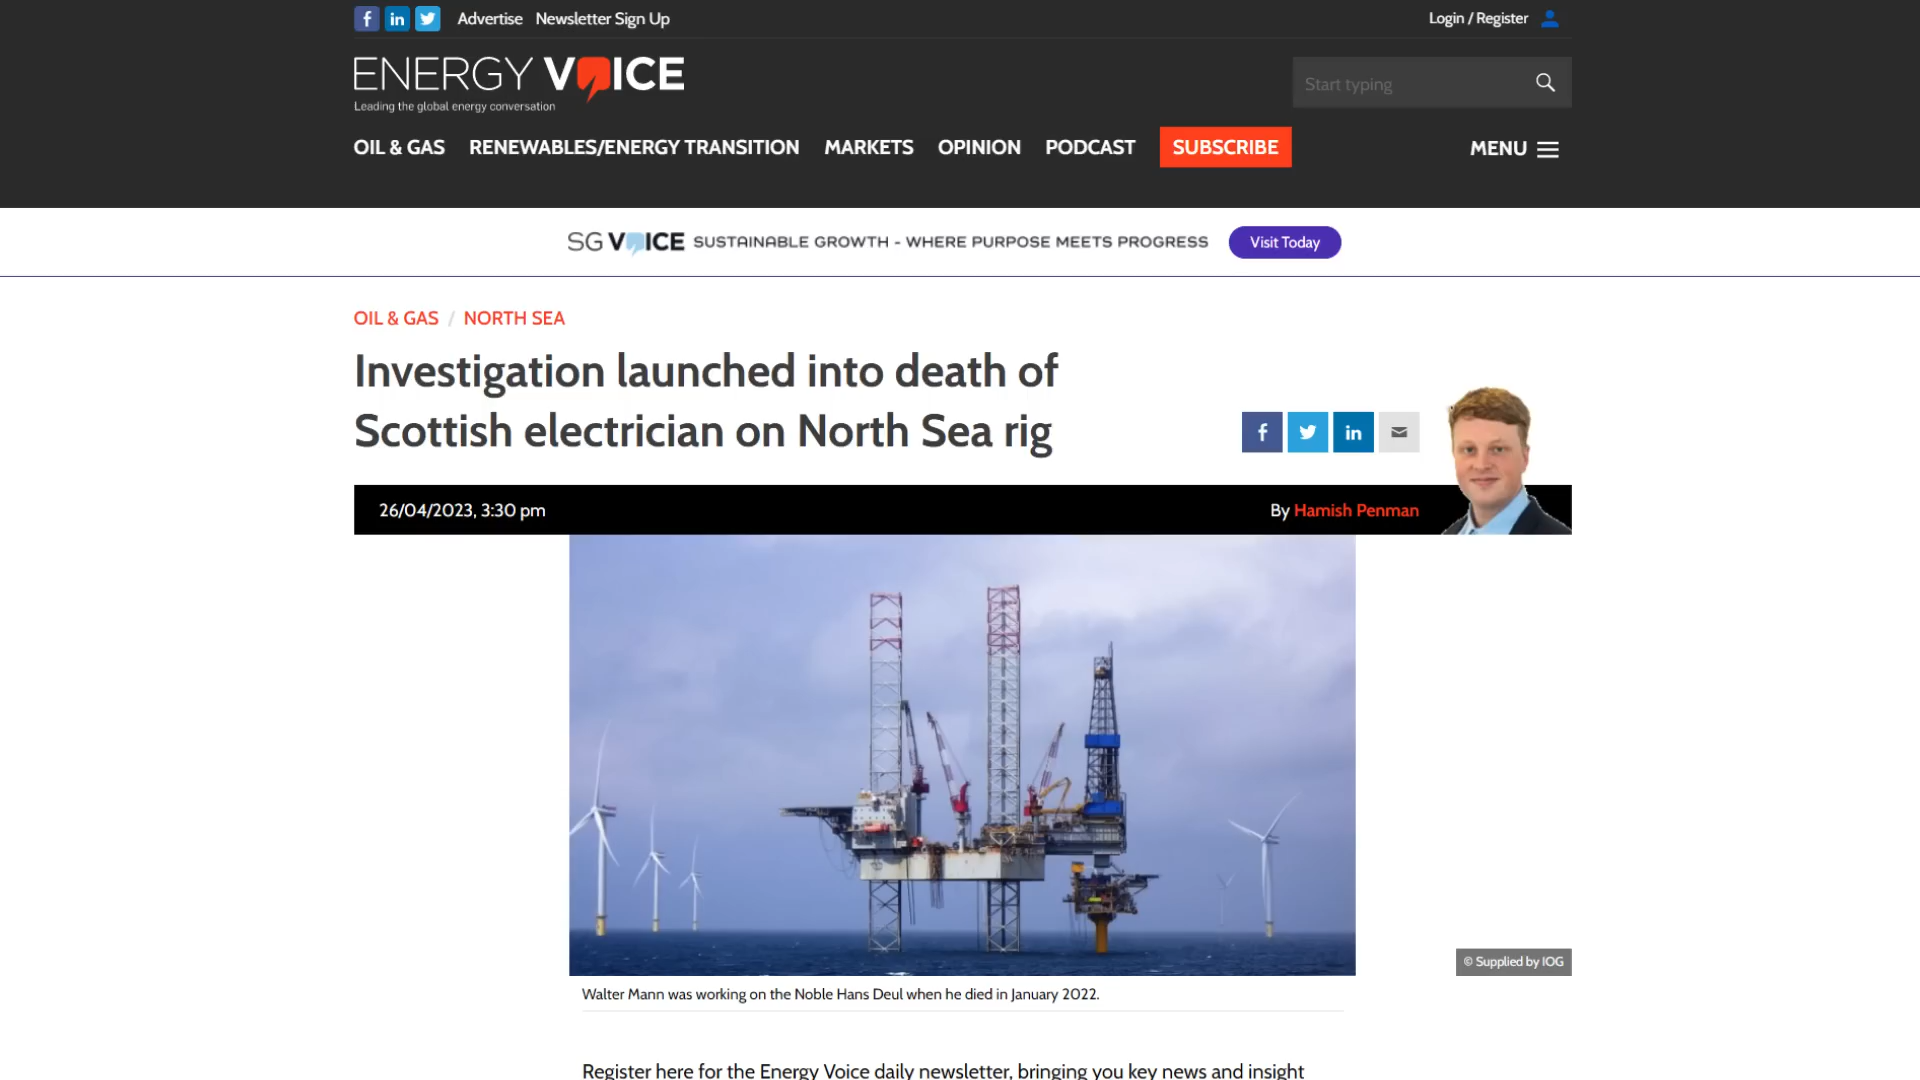 Advertise Newsletter Sign Up
Login / Register
ENERGY VOICE
Leading the global energy conversation
Start typing
OIL & GAS RENEWABLES/ENERGY TRANSITION MARKETS OPINION PODCAST SUBSCRIBE
MENU
SG VOICE SUSTAINABLE GROWTH - WHERE PURPOSE MEETS PROGRESS Visit Today
OIL & GAS / NORTH SEA
Investigation launched into death of
Scottish electrician on North Sea rig
26/04/2023, 3:30 pm
By Hamish Penman
© Supplied by IOG
Walter Mann was working on the Noble Hans Deul when he died in January 2022.
Register here for the Energy Voice daily newsletter, bringing you key news and insight